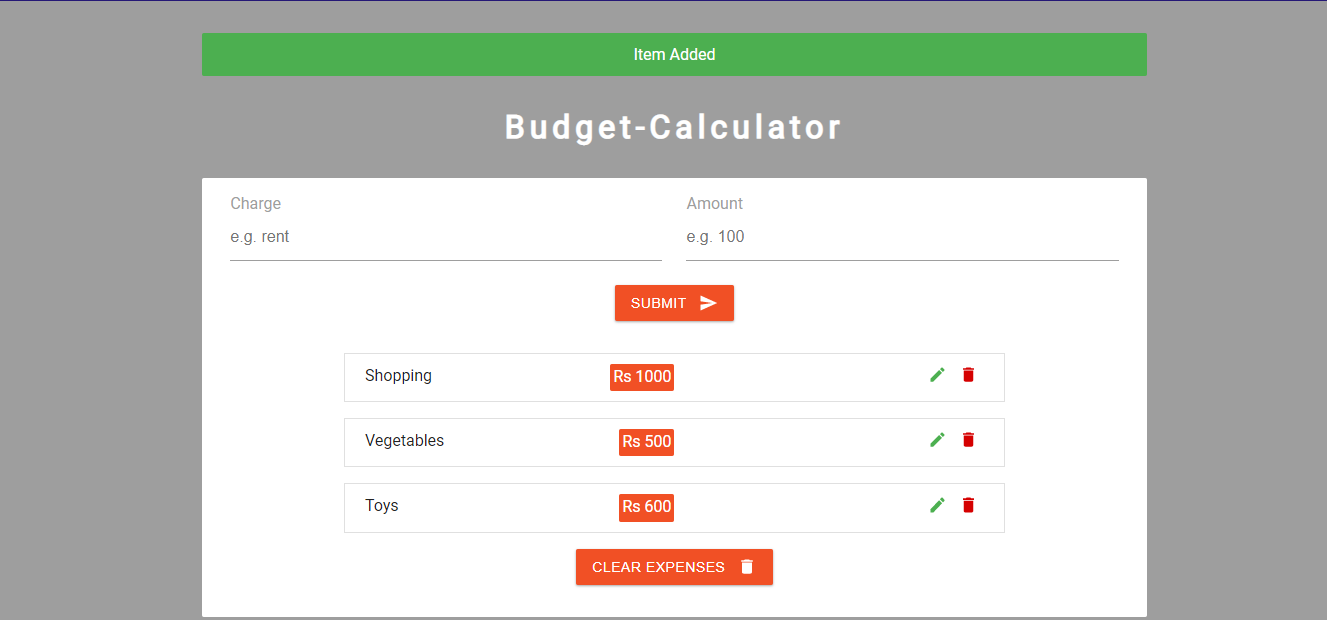 Item Added
Budget-Calculator
Charge Amount
e.g. rent e.g. 100
SUBMIT
Shopping Rs 1000
Vegetables Rs 500
Toys Rs 600
CLEAR EXPENSES